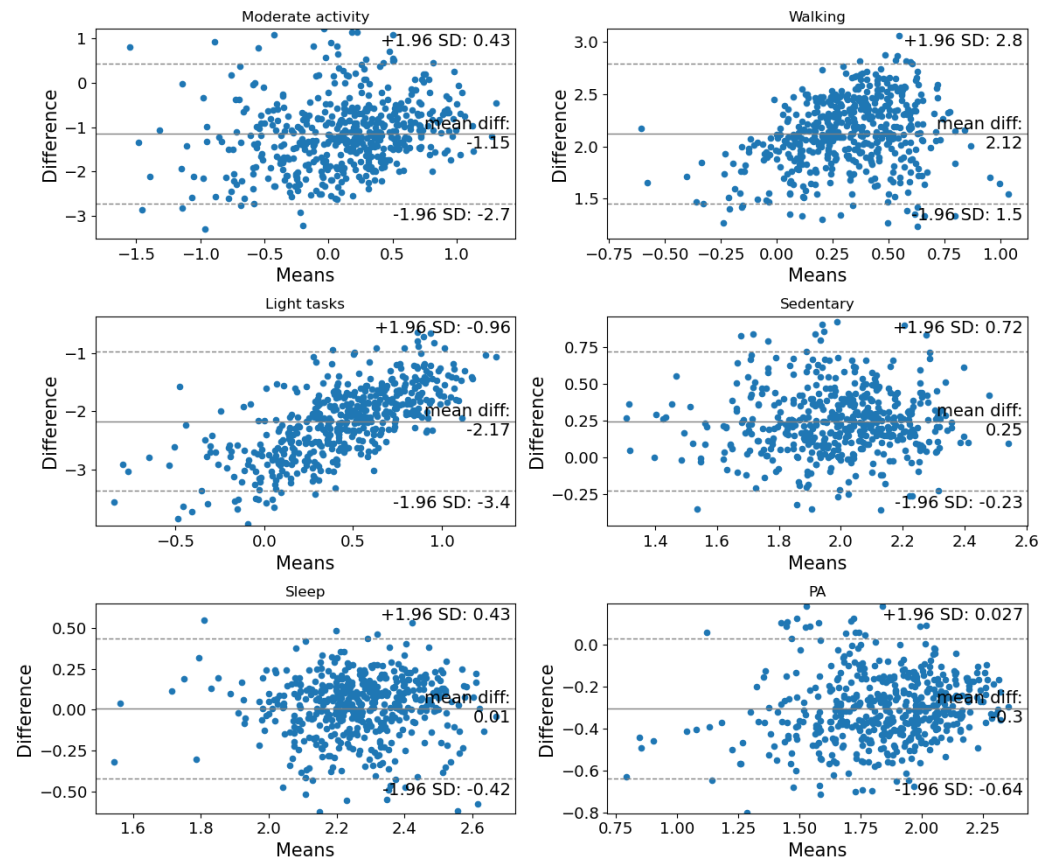 Moderate activity
+1.96 SD: 0.43
mean diff:
-1.15
-1.96 SD: -2.7
1
0
−1
−2
−3
Difference
−1.5
−1.0
−0.5
0.0
0.5
1.0
Means
Walking
+1.96 SD: 2.8
mean diff:
2.12
-1.96 SD: 1.5
3.0
2.5
2.0
1.5
Difference
−0.75
−0.50
−0.25
0.00
0.25
0.50
0.75
1.00
Means
Light tasks
+1.96 SD: -0.96
mean diff:
-2.17
-1.96 SD: -3.4
−1
−2
−3
Difference
−0.5
0.0
0.5
1.0
Means
Sedentary
+1.96 SD: 0.72
mean diff:
0.25
-1.96 SD: -0.23
0.75
0.50
0.25
0.00
−0.25
Difference
1.4
1.6
1.8
2.0
2.2
2.4
2.6
Means
Sleep
+1.96 SD: 0.43
mean diff:
0.01
-1.96 SD: -0.42
0.50
0.25
0.00
−0.25
−0.50
Difference
1.6
1.8
2.0
2.2
2.4
2.6
Means
PA
+1.96 SD: 0.027
mean diff:
-0.3
-1.96 SD: -0.64
0.0
−0.2
−0.4
−0.6
−0.8
Difference
0.75
1.00
1.25
1.50
1.75
2.00
2.25
Means